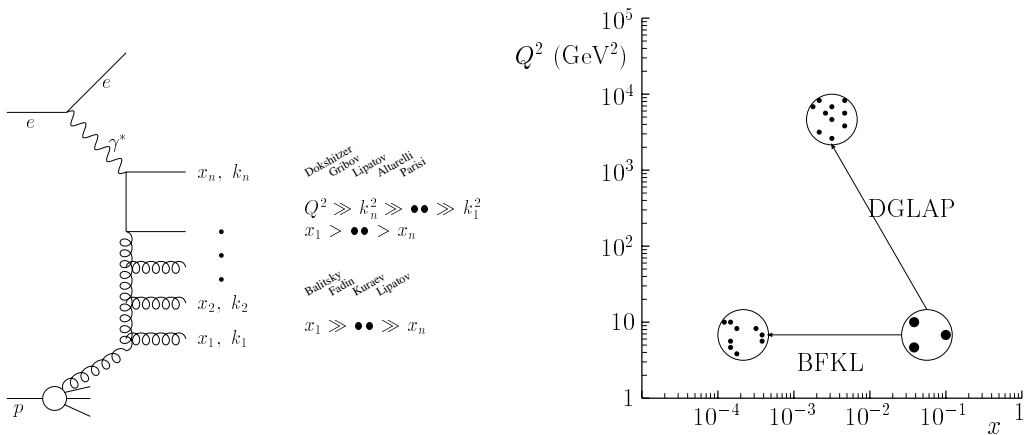 e
e
γ*
xₙ, kₙ
x₂, k₂
x₁, k₁
p
Dokshitzer
Gribov
Lipatov
Altarelli
Parisi
Q² ≫ kₙ² ≫ •• ≫ k₁²
x₁ > •• > xₙ
Balitsky
Fadin
Kuraev
Lipatov
x₁ ≫ •• ≫ xₙ
Q² (GeV²)
10⁵
10⁴
10³
10²
10
1
DGLAP
BFKL
10⁻⁴ 10⁻³ 10⁻² 10⁻¹ 1
x